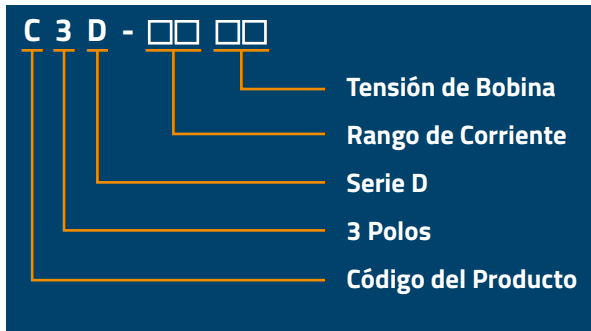 C 3 D - □□ □□
Tensión de Bobina
Rango de Corriente
Serie D
3 Polos
Código del Producto